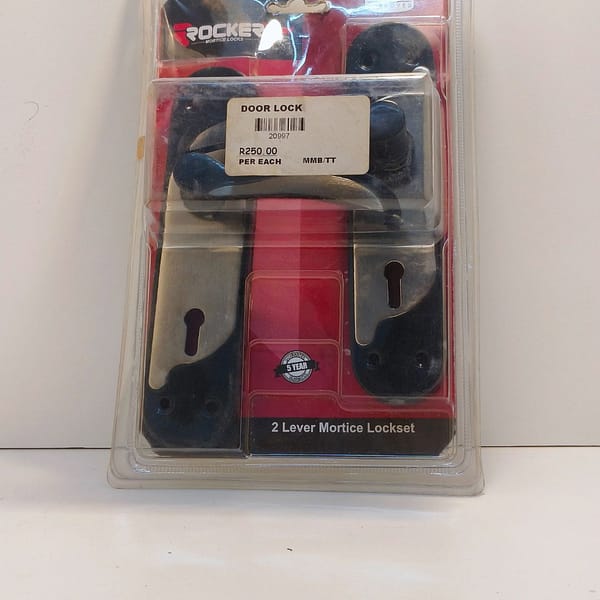 ROCKER
MORTICE LOCKS
DOOR LOCK
20997
R250.00
PER EACH MMB/TT
5 YEAR
2 Lever Mortice Lockset